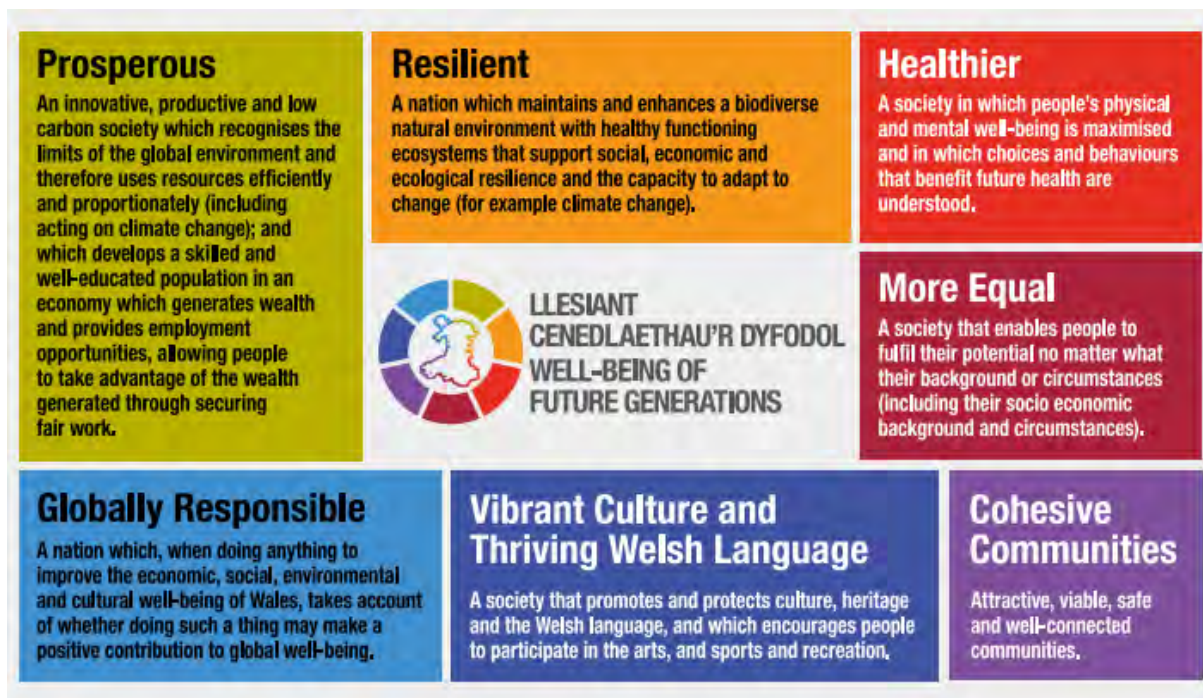 Prosperous
An innovative, productive and low
carbon society which recognises the
limits of the global environment and
therefore uses resources efficiently
and proportionately (including
acting on climate change); and
which develops a skilled and
well-educated population in an
economy which generates wealth
and provides employment
opportunities, allowing people
to take advantage of the wealth
generated through securing
fair work.
Resilient
A nation which maintains and enhances a biodiverse
natural environment with healthy functioning
ecosystems that support social, economic and
ecological resilience and the capacity to adapt to
change (for example climate change).
Healthier
A society in which people's physical
and mental well-being is maximised
and in which choices and behaviours
that benefit future health are
understood.
LLESIANT
CENEDLAETHAU'R DYFODOL
WELL-BEING OF
FUTURE GENERATIONS
More Equal
A society that enables people to
fulfil their potential no matter what
their background or circumstances
(including their socio economic
background and circumstances).
Globally Responsible
A nation which, when doing anything to
improve the economic, social, environmental
and cultural well-being of Wales, takes account
of whether doing such a thing may make a
positive contribution to global well-being.
Vibrant Culture and
Thriving Welsh Language
A society that promotes and protects culture, heritage
and the Welsh language, and which encourages people
to participate in the arts, and sports and recreation.
Cohesive
Communities
Attractive, viable, safe
and well-connected
communities.